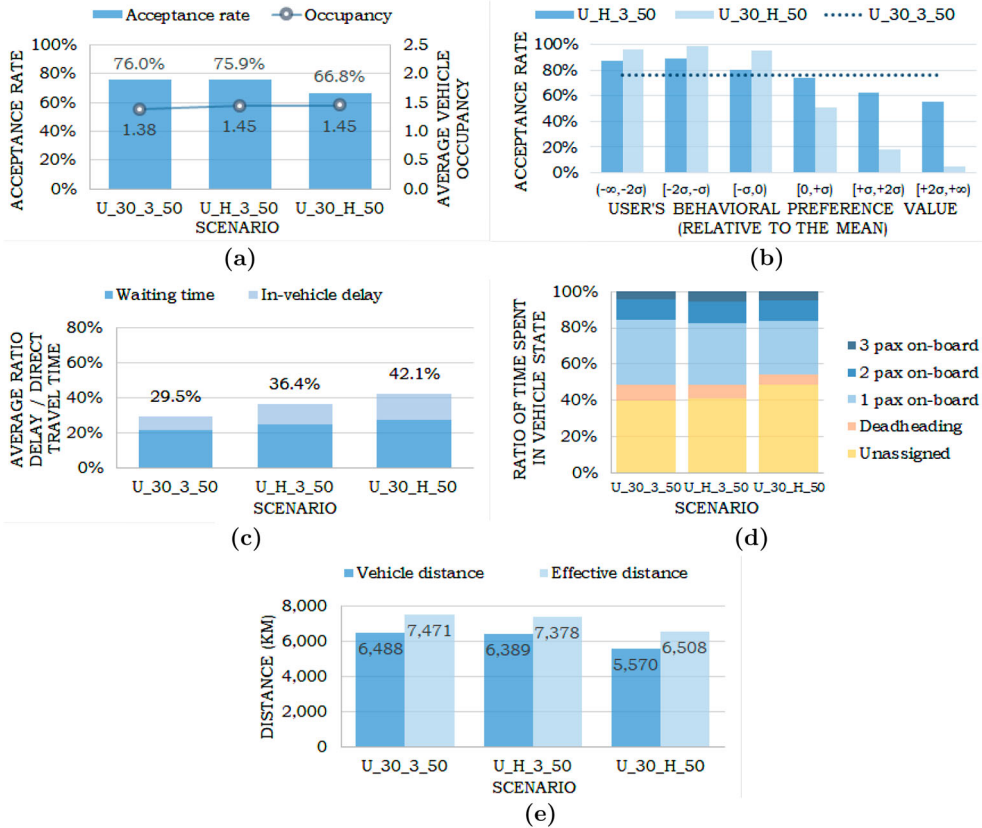 Acceptance rate Occupancy
ACCEPTANCE RATE
100%
80%
60%
40%
20%
0%
76.0% 75.9% 66.8%
1.38 1.45 1.45
2.5
2.0
1.5
1.0
0.5
0.0
AVERAGE VEHICLE
OCCUPANCY
U_30_3_50 U_H_3_50 U_30_H_50
SCENARIO
(a)
U_H_3_50 U_30_H_50 U_30_3_50
ACCEPTANCE RATE
100%
80%
60%
40%
20%
0%
(-∞,-2σ) [-2σ,-σ) [-σ,0) [0,+σ) [+σ,+2σ) [+2σ,+∞)
USER'S BEHAVIORAL PREFERENCE VALUE
(RELATIVE TO THE MEAN)
(b)
Waiting time In-vehicle delay
AVERAGE RATIO
DELAY / DIRECT
TRAVEL TIME
80%
60%
40%
20%
0%
29.5% 36.4% 42.1%
U_30_3_50 U_H_3_50 U_30_H_50
SCENARIO
(c)
RATIO OF TIME SPENT
IN VEHICLE STATE
100%
80%
60%
40%
20%
0%
3 pax on-board
2 pax on-board
1 pax on-board
Deadheading
Unassigned
U_30_3_50 U_H_3_50 U_30_H_50
SCENARIO
(d)
Vehicle distance Effective distance
DISTANCE (KM)
8,000
6,000
4,000
2,000
0
6,488 7,471 6,389 7,378 5,570 6,508
U_30_3_50 U_H_3_50 U_30_H_50
SCENARIO
(e)